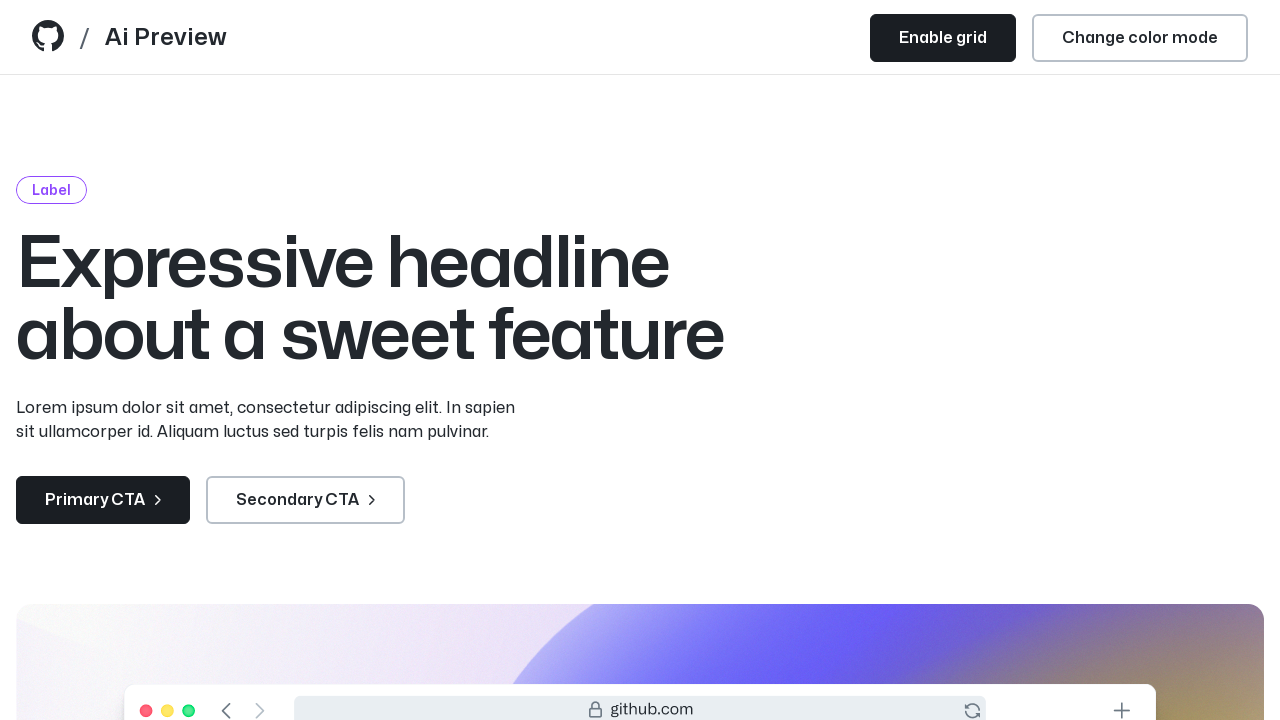 / Ai Preview
Enable grid
Change color mode
Label
Expressive headline
about a sweet feature
Lorem ipsum dolor sit amet, consectetur adipiscing elit. In sapien
sit ullamcorper id. Aliquam luctus sed turpis felis nam pulvinar.
Primary CTA
Secondary CTA
github.com